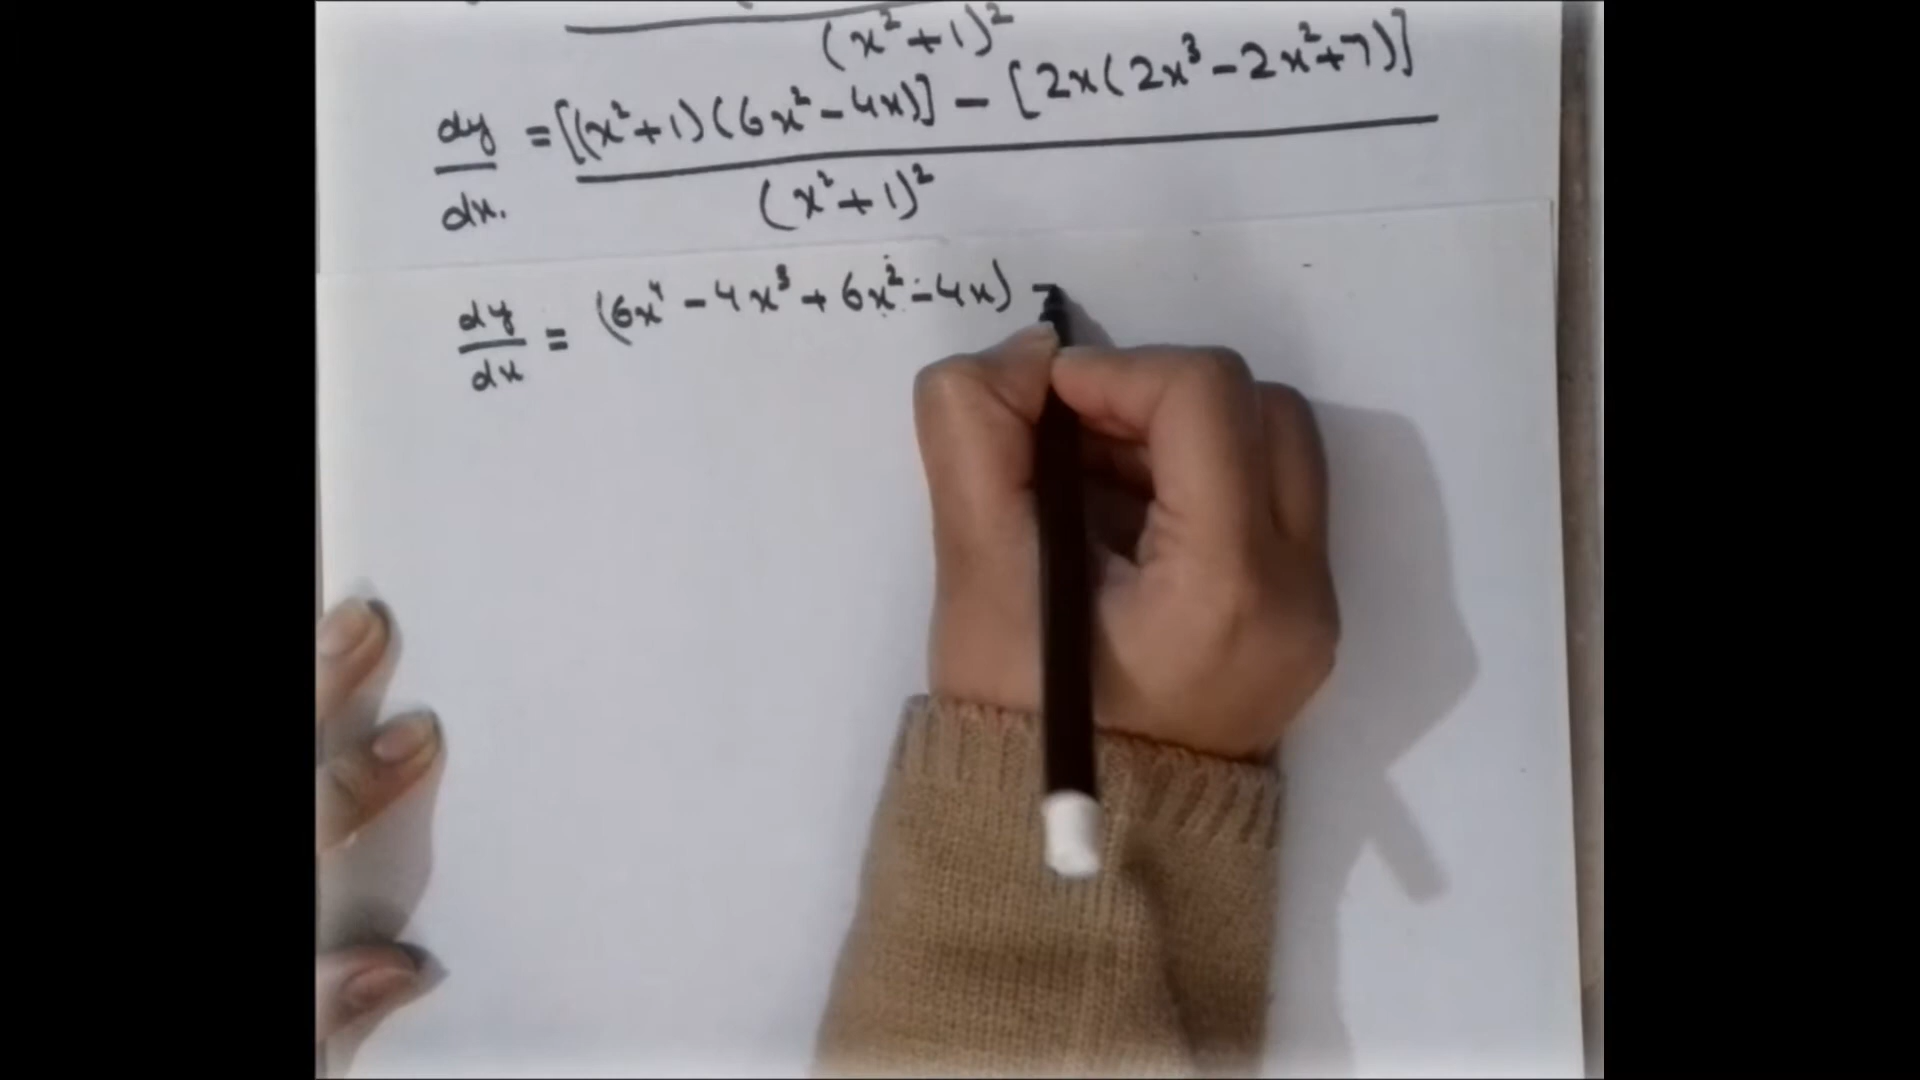 (x²+1)²
dy/dx. = [(x²+1)(6x²-4x)] - [2x(2x³-2x²+7)] / (x²+1)²
dy/dx = (6x⁴ - 4x³ + 6x² - 4x) -